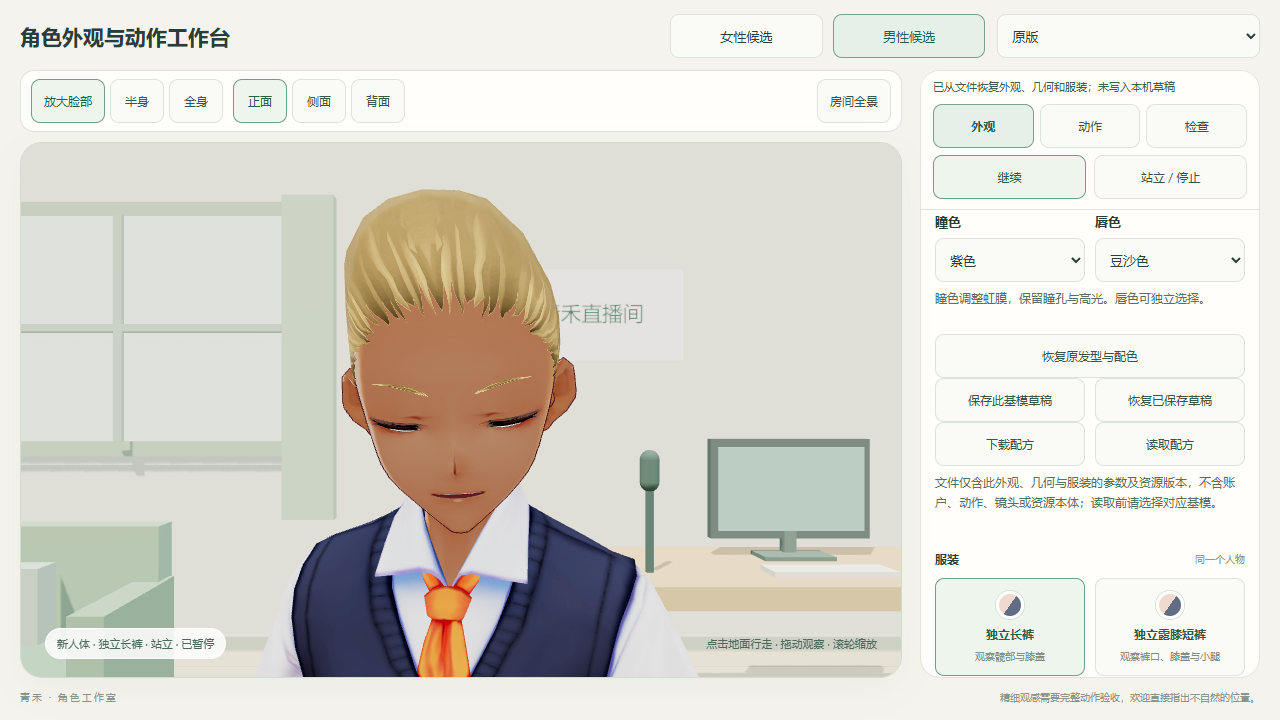 角色外观与动作工作台
女性候选
男性候选
原版
放大脸部
半身
全身
正面
侧面
背面
房间全景
禾直播间
新人体 · 独立长裤 · 站立 · 已暂停
点击地面行走 · 拖动观察 · 滚轮缩放
已从文件恢复外观、几何和服装；未写入本机草稿
外观
动作
检查
继续
站立 / 停止
瞳色
唇色
紫色
豆沙色
瞳色调整虹膜，保留瞳孔与高光。唇色可独立选择。
恢复原发型与配色
保存此基模草稿
恢复已保存草稿
下载配方
读取配方
文件仅含此外观、几何与服装的参数及资源版本，不含账
户、动作、镜头或资源本体；读取前请选择对应基模。
服装
同一个人物
独立长裤
观察髋部与膝盖
独立露膝短裤
观察裤口、膝盖与小腿
青禾 · 角色工作室
精细观感需要完整动作验收，欢迎直接指出不自然的位置。